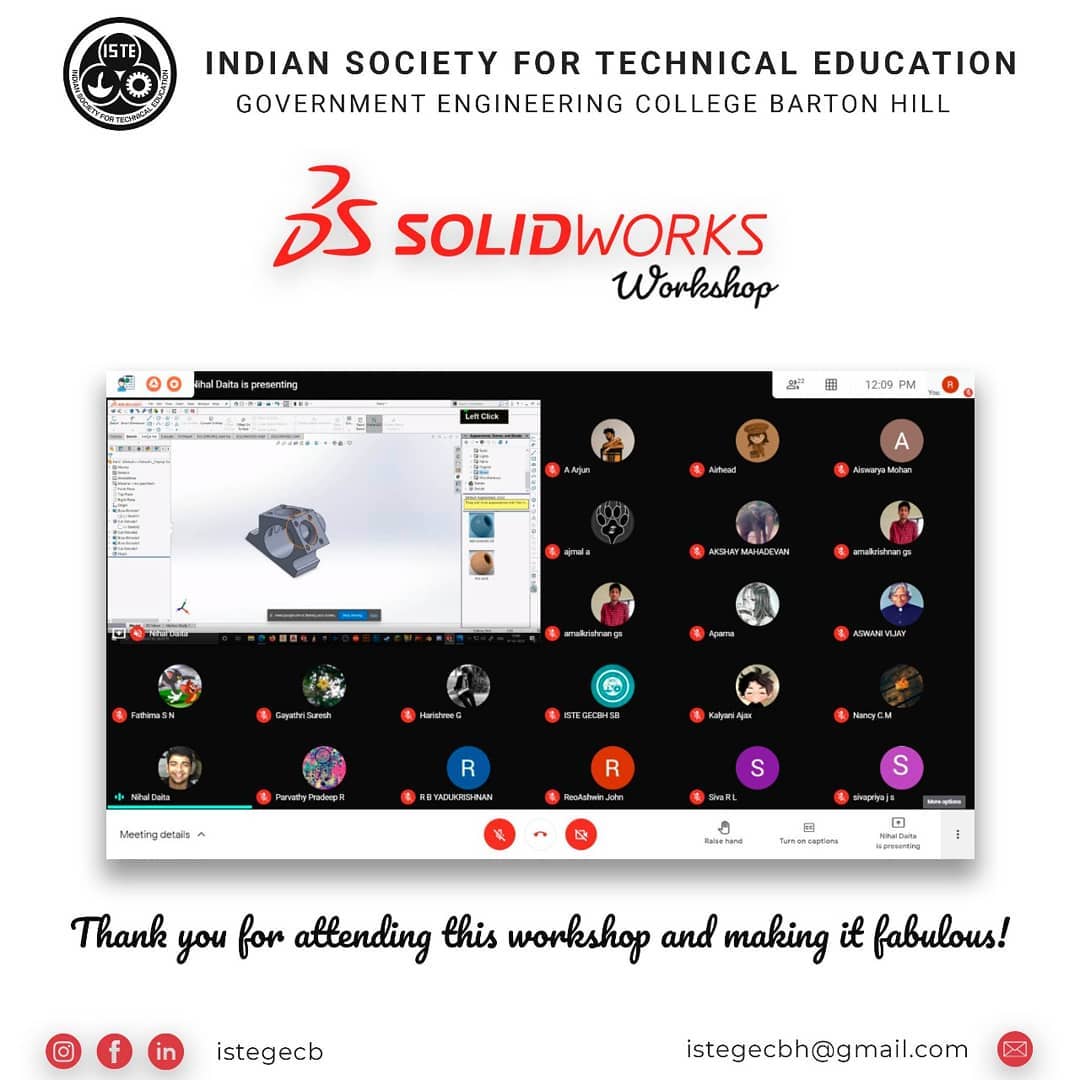 ISTE
INDIAN SOCIETY FOR TECHNICAL EDUCATION
INDIAN SOCIETY FOR TECHNICAL EDUCATION
GOVERNMENT ENGINEERING COLLEGE BARTON HILL
SOLIDWORKS
Workshop
Nihal Daita is presenting
22
12:09 PM
You
R
Left Click
A Arjun
Airhead
A
Aiswarya Mohan
ajmal a
AKSHAY MAHADEVAN
amalkrishnan gs
amalkrishnan gs
Aparna
ASWANI VIJAY
Nihal Daita
Fathima S N
Gayathri Suresh
Harishree G
ISTE GECBH SB
Kalyani Ajax
Nancy C.M
Nihal Daita
Parvathy Pradeep R
R
R B YADUKRISHNAN
R
ReoAshwin John
S
Siva R L
S
sivapriya j s
More options
Meeting details
Raise hand
Turn on captions
Nihal Daita
is presenting
Thank you for attending this workshop and making it fabulous!
istegecb
istegecbh@gmail.com